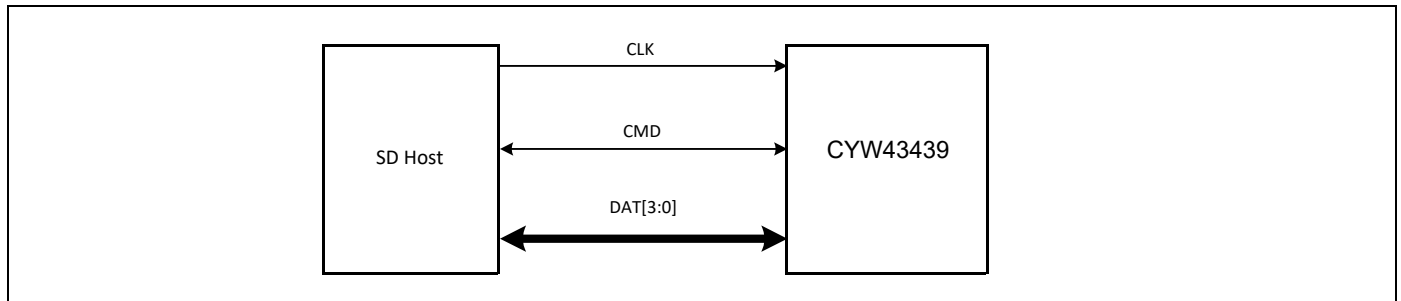 CLK
CMD
SD Host
CYW43439
DAT[3:0]